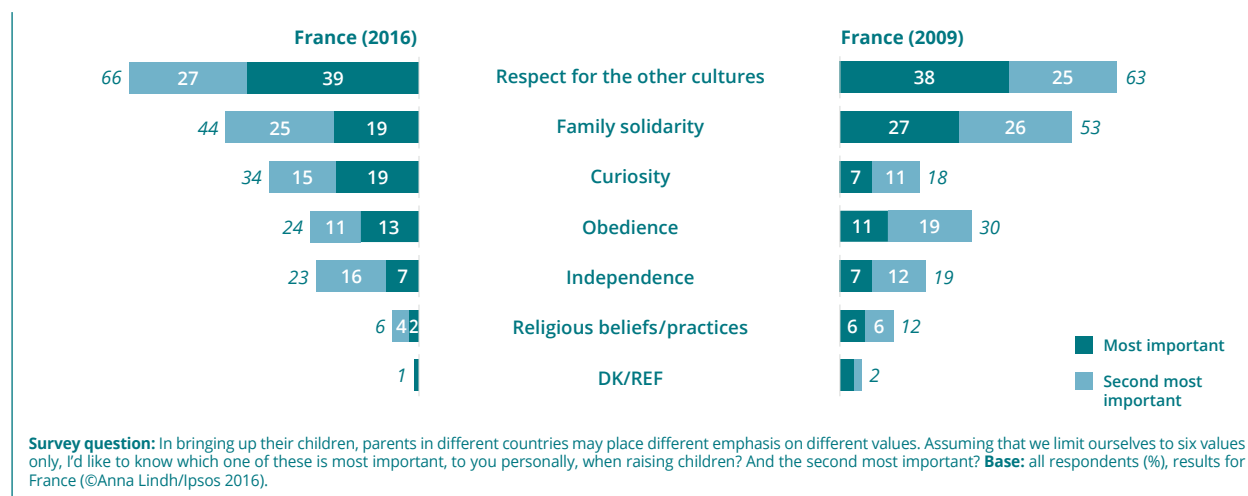 France (2016) France (2009)
66 27 39 Respect for the other cultures 38 25 63
44 25 19 Family solidarity 27 26 53
34 15 19 Curiosity 7 11 18
24 11 13 Obedience 11 19 30
23 16 7 Independence 7 12 19
6 4 2 Religious beliefs/practices 6 6 12
1 DK/REF 2
Most important
Second most
important
Survey question: In bringing up their children, parents in different countries may place different emphasis on different values. Assuming that we limit ourselves to six values
only, I’d like to know which one of these is most important, to you personally, when raising children? And the second most important? Base: all respondents (%), results for
France (©Anna Lindh/Ipsos 2016).